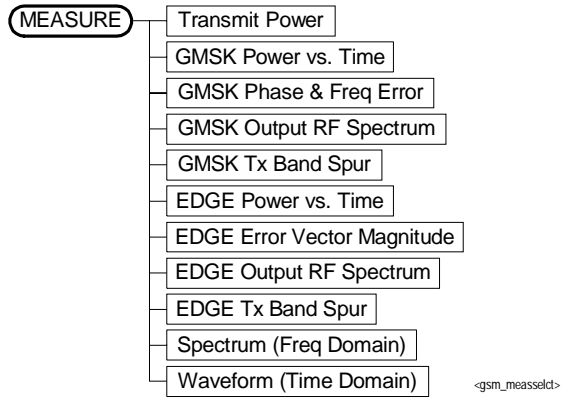 MEASURE
Transmit Power
GMSK Power vs. Time
GMSK Phase & Freq Error
GMSK Output RF Spectrum
GMSK Tx Band Spur
EDGE Power vs. Time
EDGE Error Vector Magnitude
EDGE Output RF Spectrum
EDGE Tx Band Spur
Spectrum (Freq Domain)
Waveform (Time Domain)
<gsm_measselct>